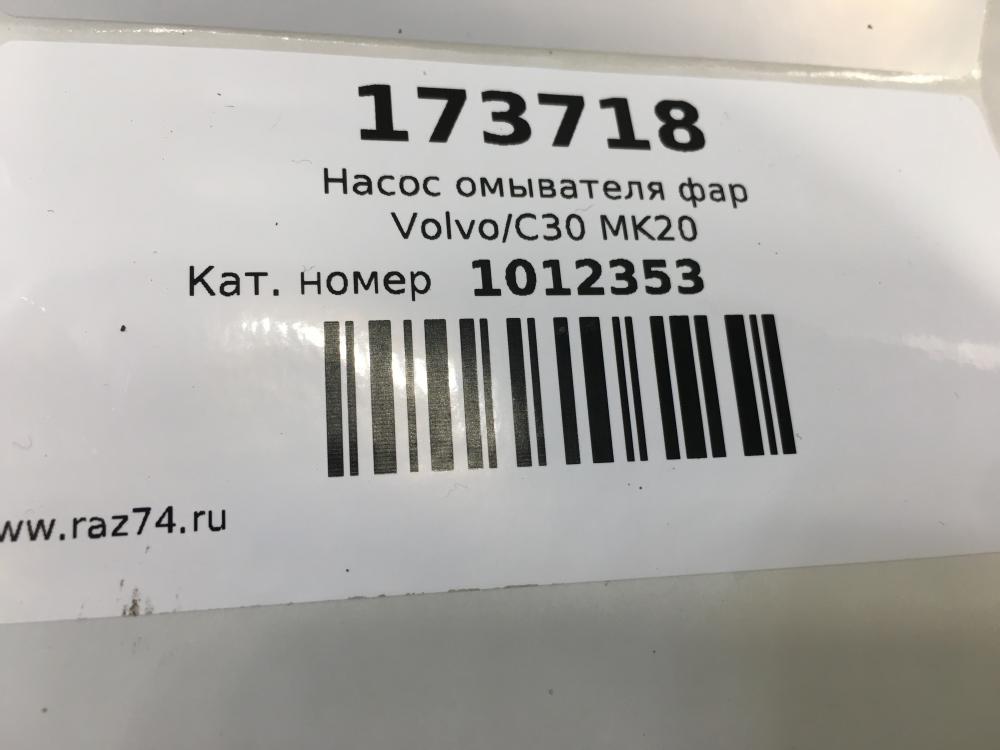 173718
Насос омывателя фар
Volvo/C30 MK20
Кат. номер 1012353
ww.raz74.ru